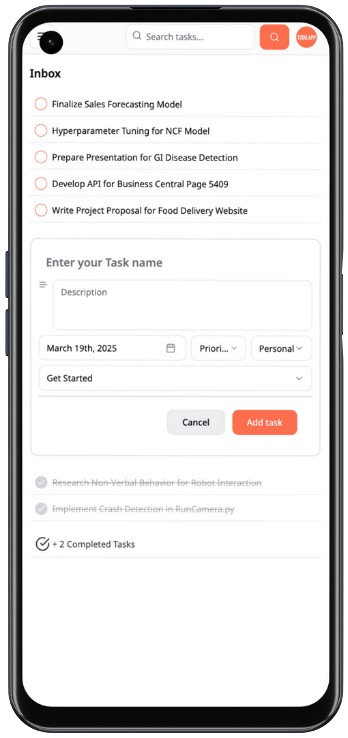 Search tasks...
FOOD APP
Inbox
Finalize Sales Forecasting Model
Hyperparameter Tuning for NCF Model
Prepare Presentation for GI Disease Detection
Develop API for Business Central Page 5409
Write Project Proposal for Food Delivery Website
Enter your Task name
Description
March 19th, 2025
Priori...
Personal
Get Started
Cancel
Add task
Research Non-Verbal Behavior for Robot Interaction
Implement Crash Detection in RunCamera.py
+ 2 Completed Tasks